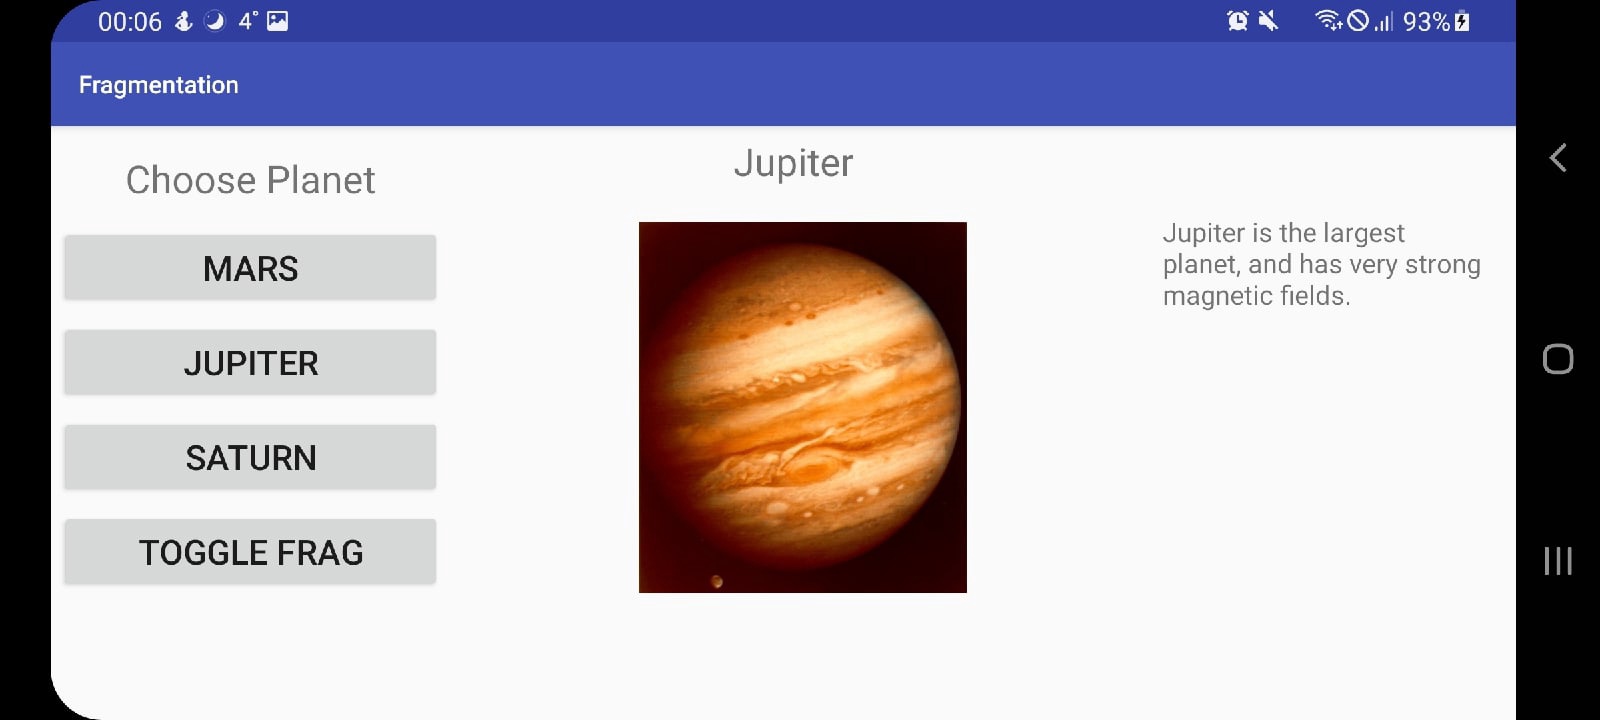 00:06 4° 93%
Fragmentation
Choose Planet
MARS
JUPITER
SATURN
TOGGLE FRAG
Jupiter
Jupiter is the largest
planet, and has very strong
magnetic fields.